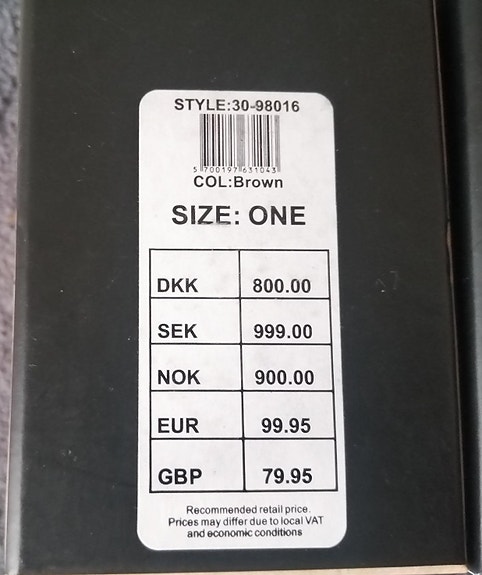 STYLE:30-98016
5 700197 631043
COL:Brown
SIZE: ONE
DKK 800.00
SEK 999.00
NOK 900.00
EUR 99.95
GBP 79.95
Recommended retail price.
Prices may differ due to local VAT
and economic conditions